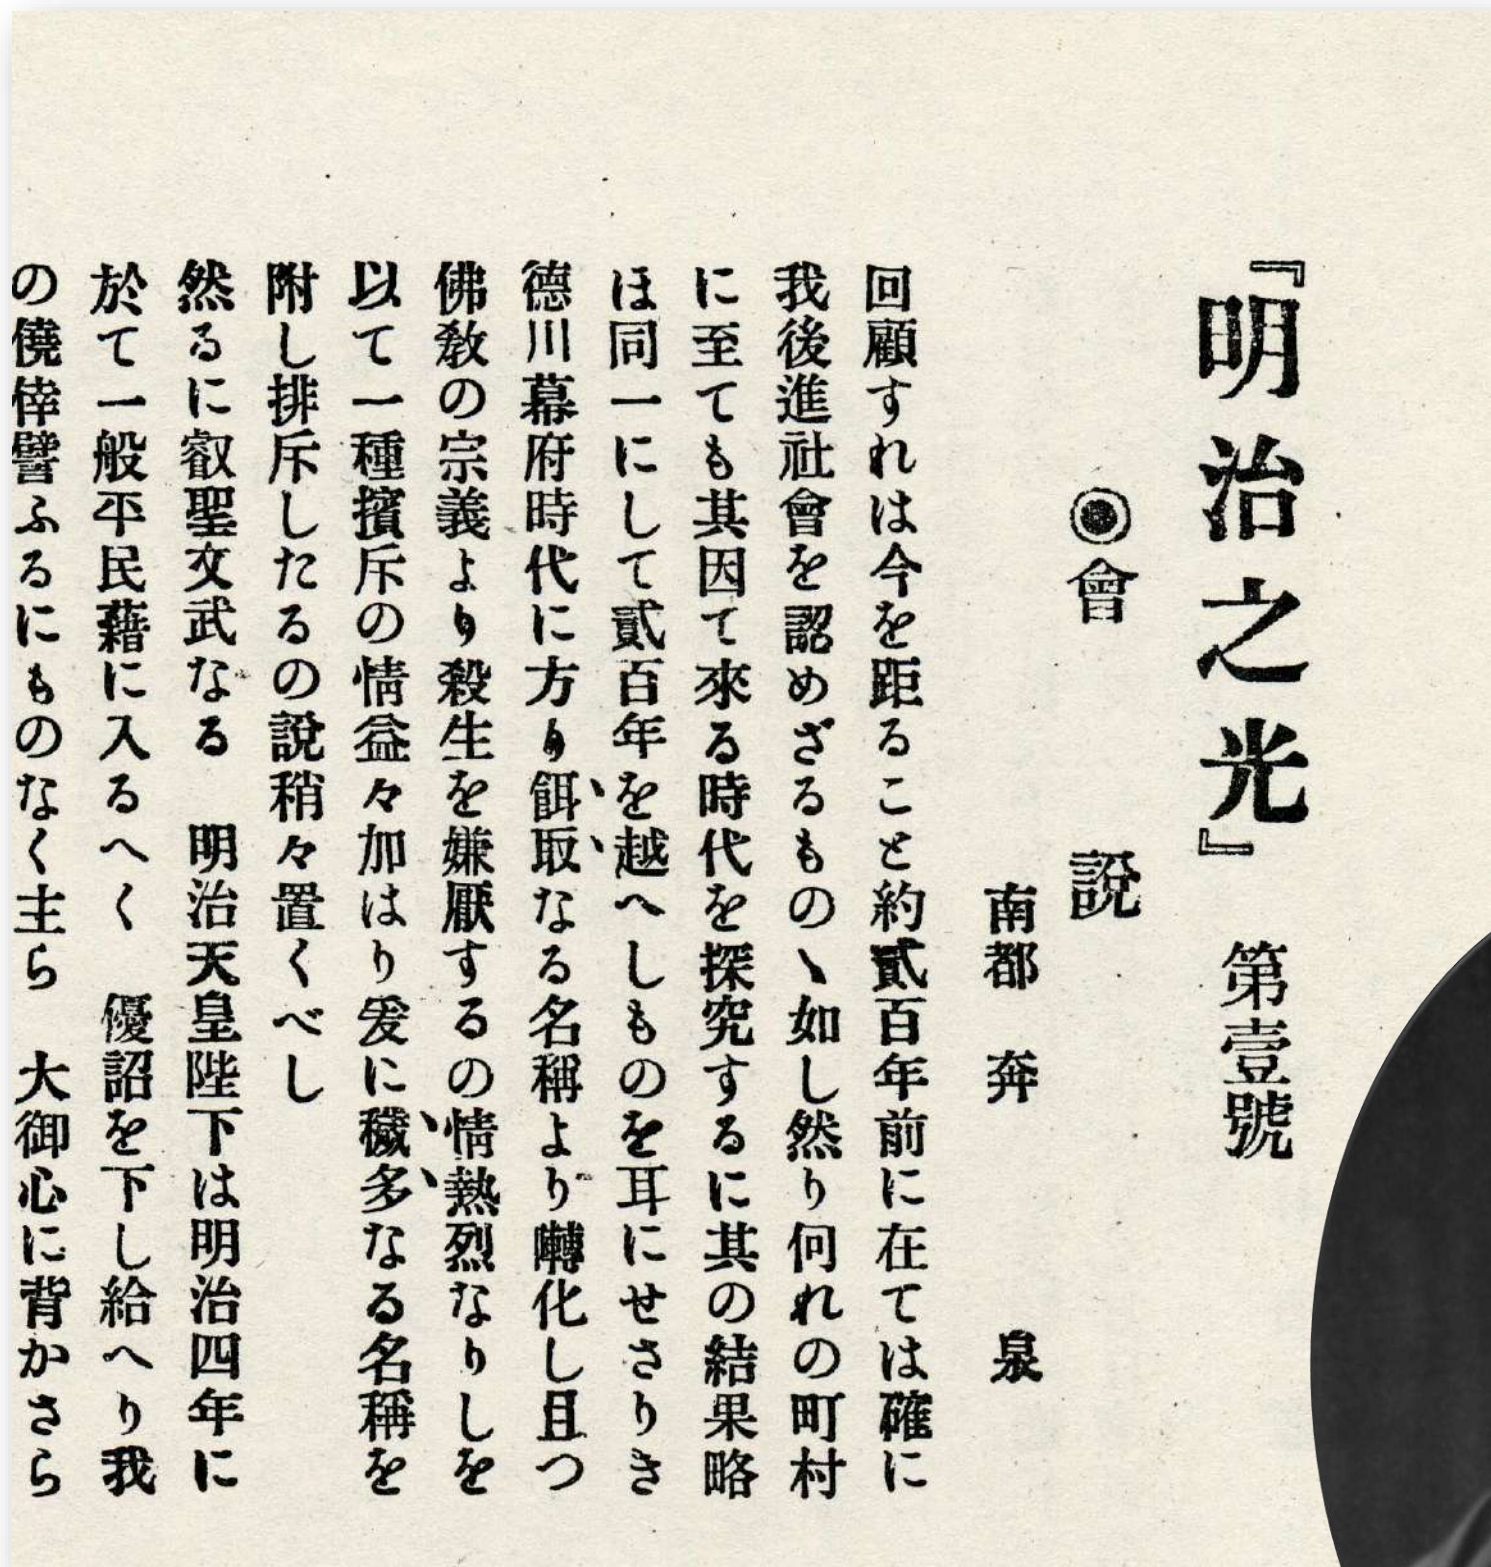 『明治之光』 第壹號
◉會 說
南都 奔 泉
回顧すれは今を距ること約貳百年前に在ては確に
我後進社會を認めざるものヽ如し然り何れの町村
に至ても其因て來る時代を探究するに其の結果略
ほ同一にして貳百年を越へしものを耳にせさりき
德川幕府時代に方り餌取なる名稱より囀化し且つ
佛敎の宗義より殺生を嫌厭するの情熱烈なりしを
以て一種擯斥の情益々加はり爰に穢多なる名稱を
附し排斥したるの說稍々置くべし
然るに叡聖文武なる 明治天皇陛下は明治四年に
於て一般平民藉に入るへく 優詔を下し給へり我
の僥倖譬ふるにものなく主ら 大御心に背かさら